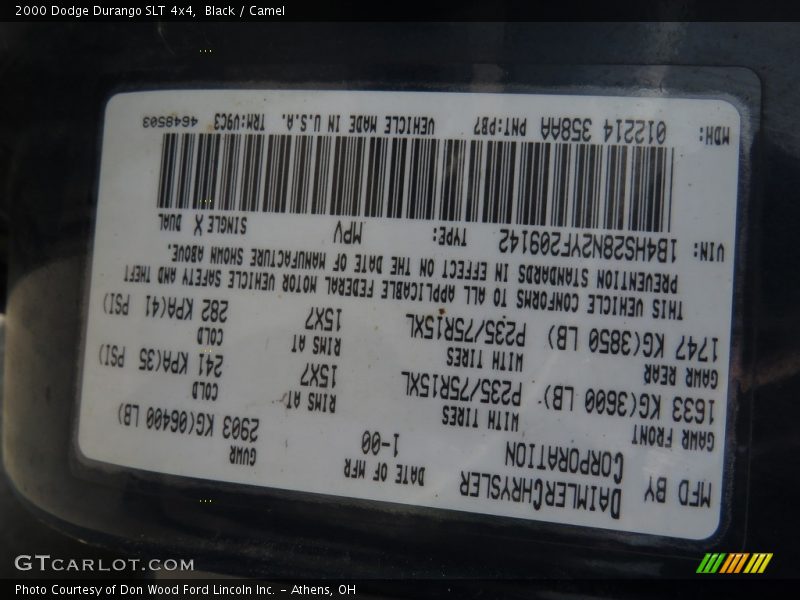 2000 Dodge Durango SLT 4x4, Black / Camel
MFD BY DAIMLERCHRYSLER CORPORATION DATE OF MFR 1-00 GVWR 2903 KG(06400 LB)
GAWR FRONT WITH TIRES RIMS AT COLD
1633 KG(3600 LB) P235/75R15XL 15X7 241 KPA(35 PSI)
GAWR REAR WITH TIRES RIMS AT COLD
1747 KG(3850 LB) P235/75R15XL 15X7 282 KPA(41 PSI)
THIS VEHICLE CONFORMS TO ALL APPLICABLE FEDERAL MOTOR VEHICLE SAFETY AND THEFT
PREVENTION STANDARDS IN EFFECT ON THE DATE OF MANUFACTURE SHOWN ABOVE.
VIN: 1B4HS28N2YF209142 TYPE: MPV SINGLE X DUAL
MDH: 012214 358AA PNT:PB7 VEHICLE MADE IN U.S.A. TRM:V9C3 4648503
GTcarlot.com
Photo Courtesy of Don Wood Ford Lincoln Inc. - Athens, OH